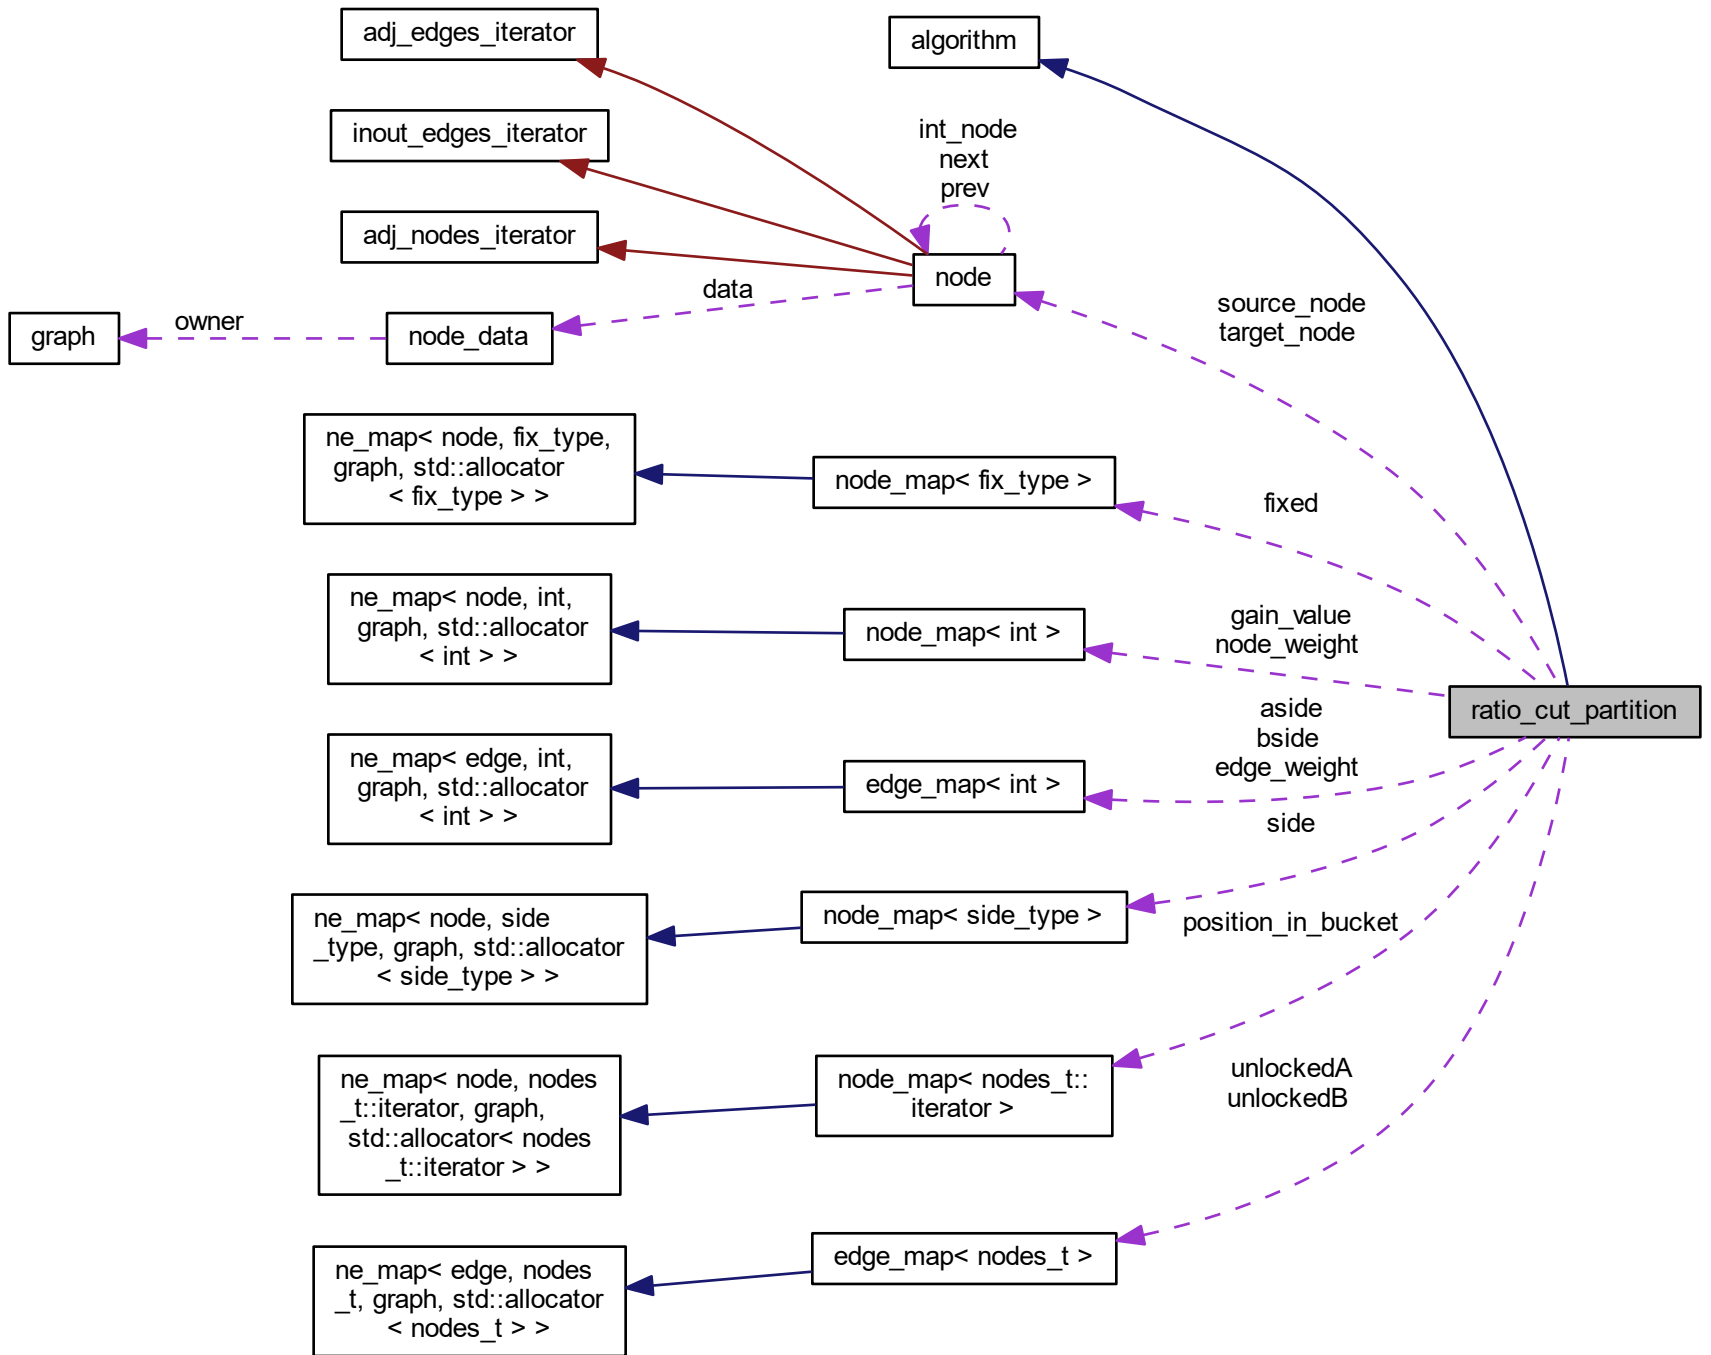 adj_edges_iterator
algorithm
inout_edges_iterator
int_node
next
prev
adj_nodes_iterator
node
data
source_node
target_node
graph
owner
node_data
ne_map< node, fix_type,
graph, std::allocator
< fix_type > >
node_map< fix_type >
fixed
ne_map< node, int,
graph, std::allocator
< int > >
node_map< int >
gain_value
node_weight
ratio_cut_partition
ne_map< edge, int,
graph, std::allocator
< int > >
edge_map< int >
aside
bside
edge_weight
side
ne_map< node, side
_type, graph, std::allocator
< side_type > >
node_map< side_type >
position_in_bucket
ne_map< node, nodes
_t::iterator, graph,
std::allocator< nodes
_t::iterator > >
node_map< nodes_t::
iterator >
unlockedA
unlockedB
ne_map< edge, nodes
_t, graph, std::allocator
< nodes_t > >
edge_map< nodes_t >